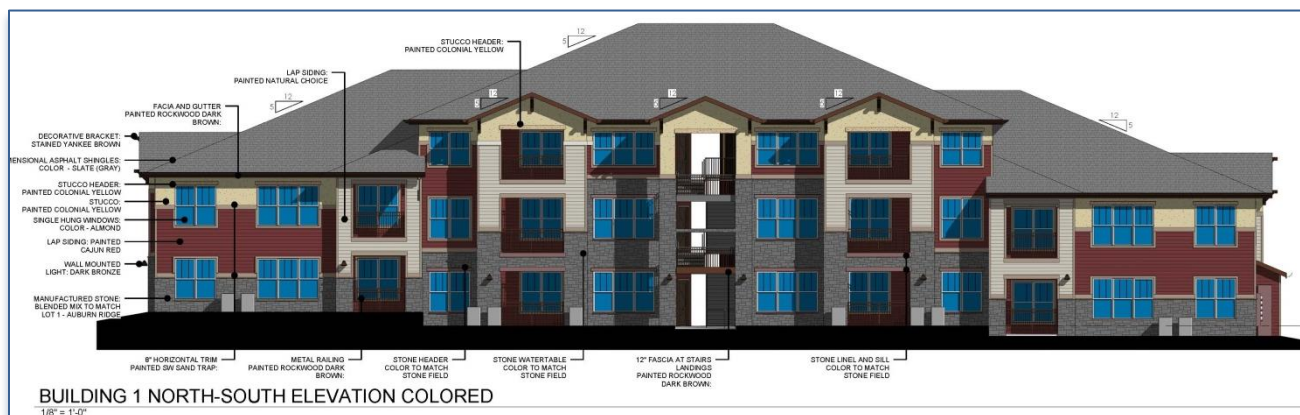 12
5
STUCCO HEADER:
PAINTED COLONIAL YELLOW
LAP SIDING:
PAINTED NATURAL CHOICE
12
5
FACIA AND GUTTER
PAINTED ROCKWOOD DARK
BROWN:
12
12
12
12
5
DECORATIVE BRACKET:
STAINED YANKEE BROWN
MENSIONAL ASPHALT SHINGLES:
COLOR - SLATE (GRAY)
STUCCO HEADER:
PAINTED COLONIAL YELLOW
STUCCO:
PAINTED COLONIAL YELLOW
SINGLE HUNG WINDOWS:
COLOR - ALMOND
LAP SIDING: PAINTED
CAJUN RED
WALL MOUNTED
LIGHT: DARK BRONZE
MANUFACTURED STONE:
BLENDED MIX TO MATCH
LOT 1 - AUBURN RIDGE
8" HORIZONTAL TRIM
PAINTED SW SAND TRAP:
METAL RAILING
PAINTED ROCKWOOD DARK
BROWN:
STONE HEADER
COLOR TO MATCH
STONE FIELD
STONE WATERTABLE
COLOR TO MATCH
STONE FIELD
12" FASCIA AT STAIRS
LANDINGS
PAINTED ROCKWOOD
DARK BROWN:
STONE LINEL AND SILL
COLOR TO MATCH
STONE FIELD
BUILDING 1 NORTH-SOUTH ELEVATION COLORED
1/8" = 1'-0"